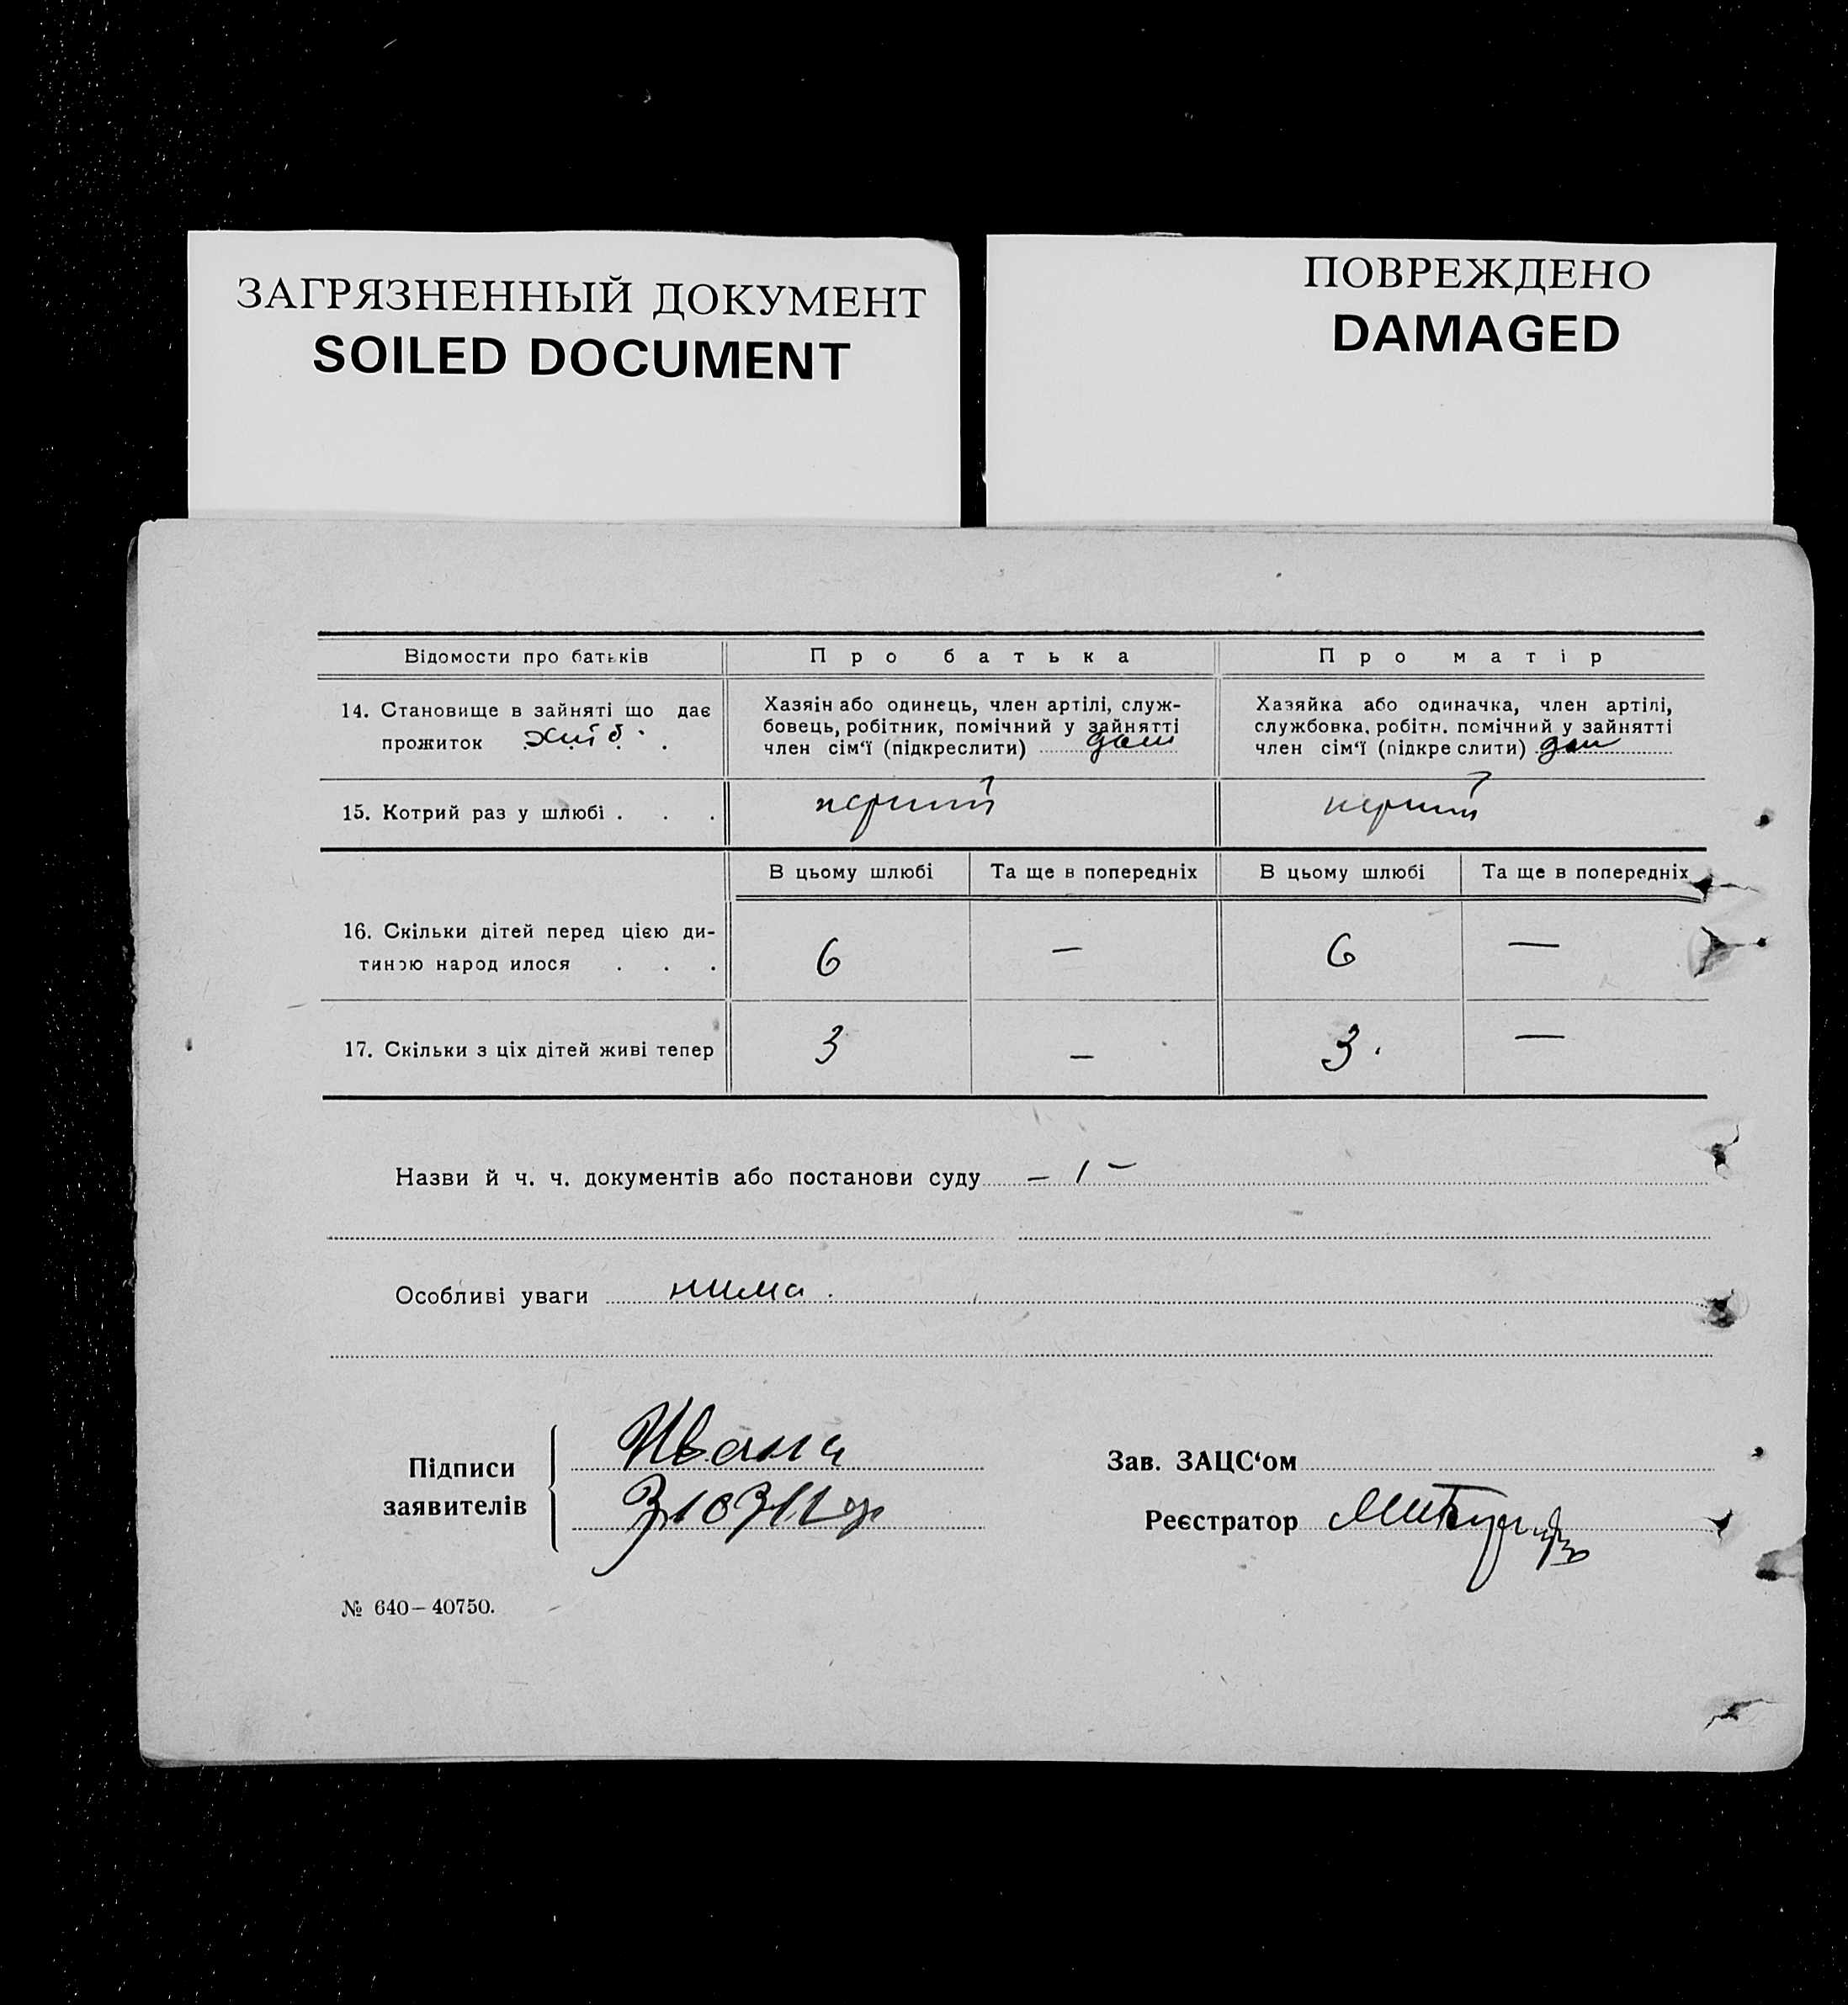 ЗАГРЯЗНЕННЫЙ ДОКУМЕНТ
SOILED DOCUMENT
ПОВРЕЖДЕНО
DAMAGED
Відомости про батьків
Про батька
Про матір
14. Становище в зайняті що дає
прожиток . .
Хазяін або одинець, член артілі, служ-
бовець, робітник, помічний у зайнятті
член сім‘ї (підкреслити)
Хазяйка або одиначка, член артілі,
службовка, робітн. помічний у зайнятті
член сім‘ї (підкреслити)
15. Котрий раз у шлюбі . . .
перший
перший
В цьому шлюбі
Та ще в попередніх
В цьому шлюбі
Та ще в попередніх
16. Скільки дітей перед цією ди-
тиною народилося . . .
6
—
6
—
17. Скільки з ціх дітей живі тепер
3
—
3.
—
Назви й ч. ч. документів або постанови суду – / –
Особливі уваги нима.
Підписи
заявителів
Ивана
Зав. ЗАЦС‘ом
Реєстратор
№ 640—40750.